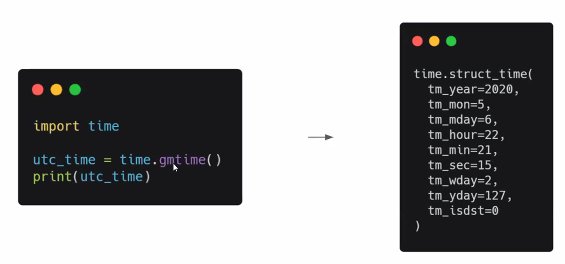 import time
utc_time = time.gmtime()
print(utc_time)
time.struct_time(
tm_year=2020,
tm_mon=5,
tm_mday=6,
tm_hour=22,
tm_min=21,
tm_sec=15,
tm_wday=2,
tm_yday=127,
tm_isdst=0
)